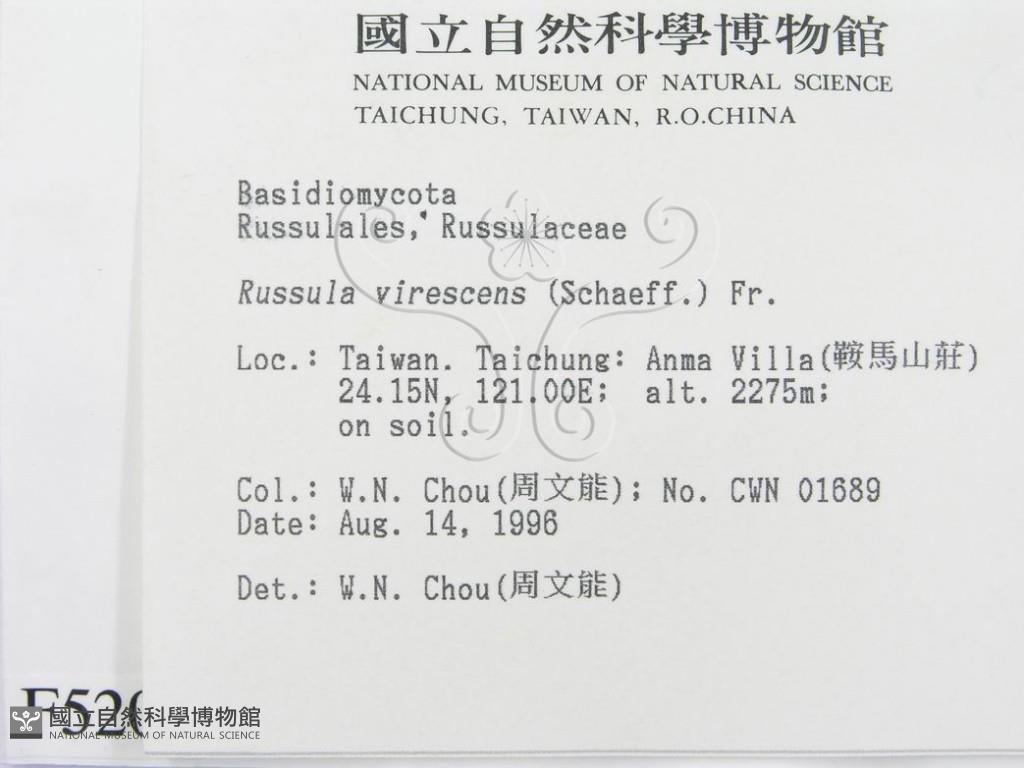 國立自然科學博物館
NATIONAL MUSEUM OF NATURAL SCIENCE
TAICHUNG, TAIWAN, R.O.CHINA
Basidiomycota
Russulales, Russulaceae
Russula virescens (Schaeff.) Fr.
Loc.: Taiwan. Taichung: Anma Villa(鞍馬山莊)
24.15N, 121.00E; alt. 2275m;
on soil.
Col.: W.N. Chou(周文能); No. CWN 01689
Date: Aug. 14, 1996
Det.: W.N. Chou(周文能)
國立自然科學博物館
NATIONAL MUSEUM OF NATURAL SCIENCE